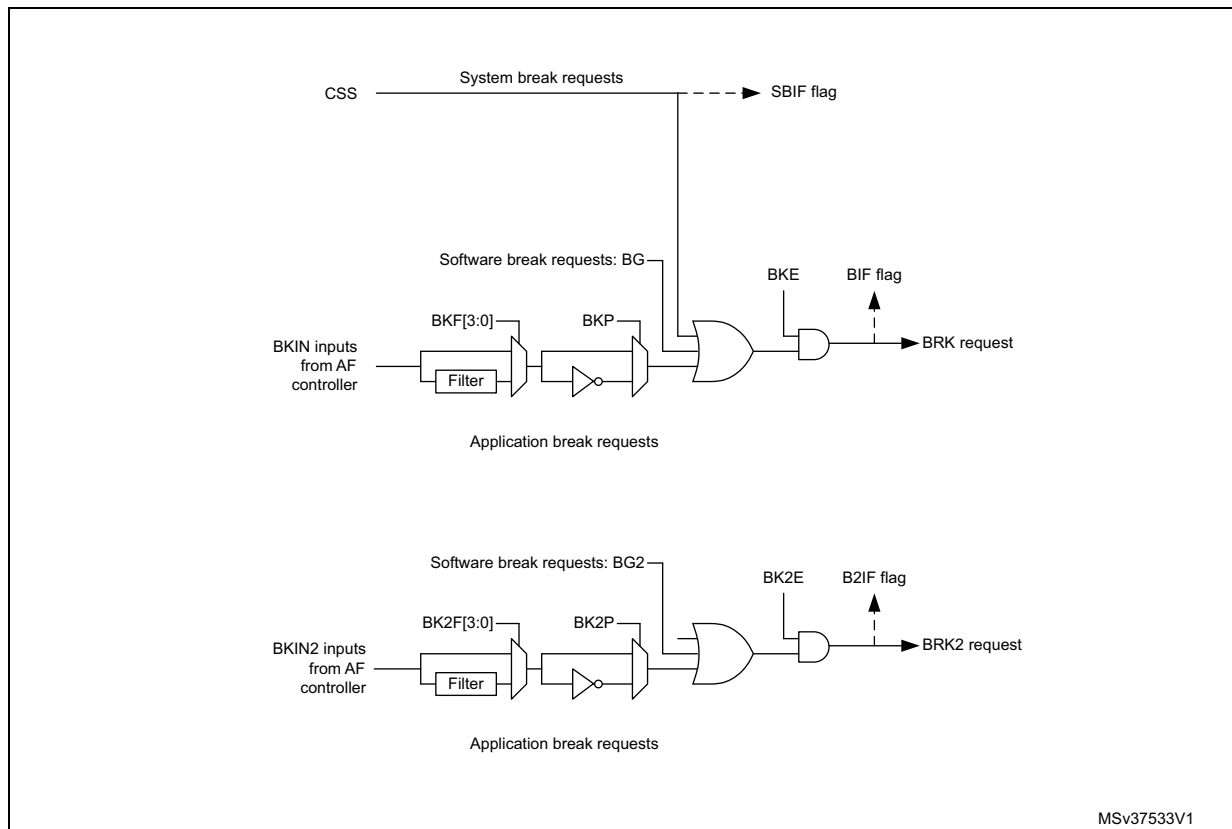 System break requests
CSS
SBIF flag
Software break requests: BG
BKE
BIF flag
BKF[3:0]
BKP
BKIN inputs
from AF
controller
Filter
BRK request
Application break requests
Software break requests: BG2
BK2E
B2IF flag
BK2F[3:0]
BK2P
BKIN2 inputs
from AF
controller
Filter
BRK2 request
Application break requests
MSv37533V1